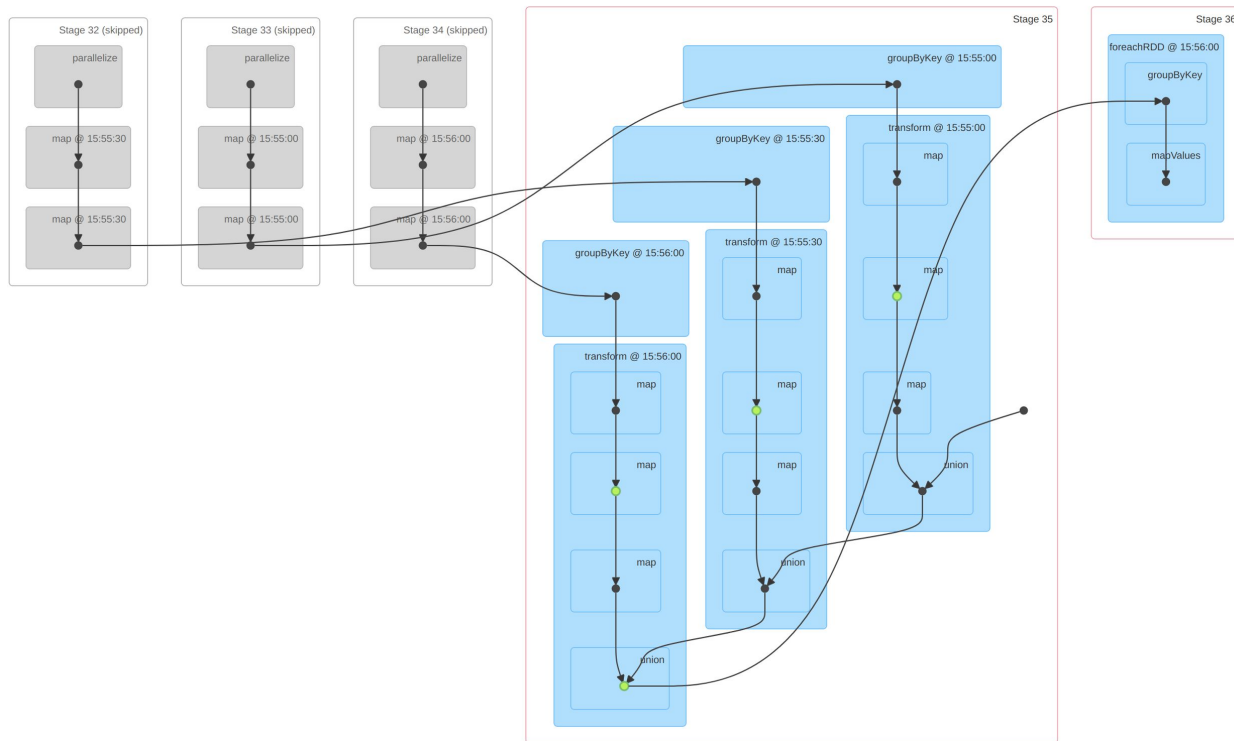 Stage 32 (skipped)
parallelize
map @ 15:55:30
map @ 15:55:30
Stage 33 (skipped)
parallelize
map @ 15:55:00
map @ 15:55:00
Stage 34 (skipped)
parallelize
map @ 15:56:00
map @ 15:56:00
Stage 35
groupByKey @ 15:56:00
transform @ 15:56:00
map
map
map
union
groupByKey @ 15:55:30
transform @ 15:55:30
map
map
map
union
groupByKey @ 15:55:00
transform @ 15:55:00
map
map
map
union
Stage 36
foreachRDD @ 15:56:00
groupByKey
mapValues